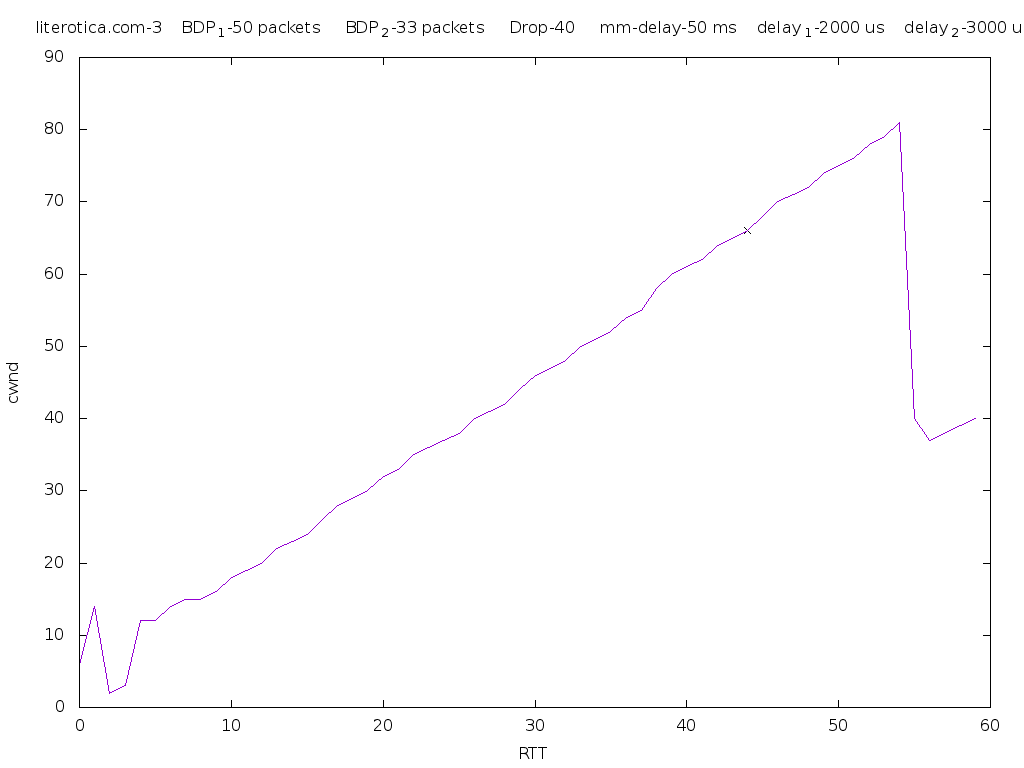 literotica.com-3 BDP1-50 packets BDP2-33 packets Drop-40 mm-delay-50 ms delay1-2000 us delay2-3000 u
90
80
70
60
50
40
30
20
10
0
cwnd
0 10 20 30 40 50 60
RTT